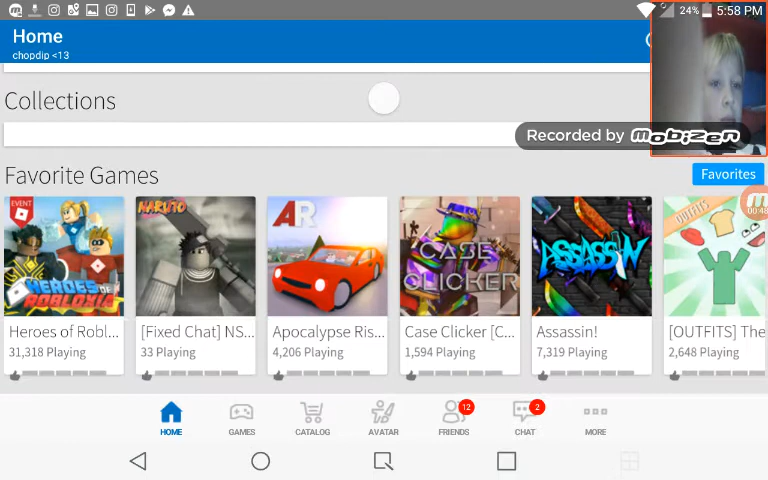 24% 5:58 PM
Home
chopdip <13
Collections
Recorded by mobizen
Favorite Games
Favorites
00:48
EVENT
HEROES OF ROBLOXIA
NARUTO
AR
CASE CLICKER
ASSASSIN
OUTFITS
Heroes of Robl...
[Fixed Chat] NS...
Apocalypse Ris...
Case Clicker [C...
Assassin!
[OUTFITS] The
31,318 Playing
33 Playing
4,206 Playing
1,594 Playing
7,319 Playing
2,648 Playing
12
2
HOME
GAMES
CATALOG
AVATAR
FRIENDS
CHAT
MORE